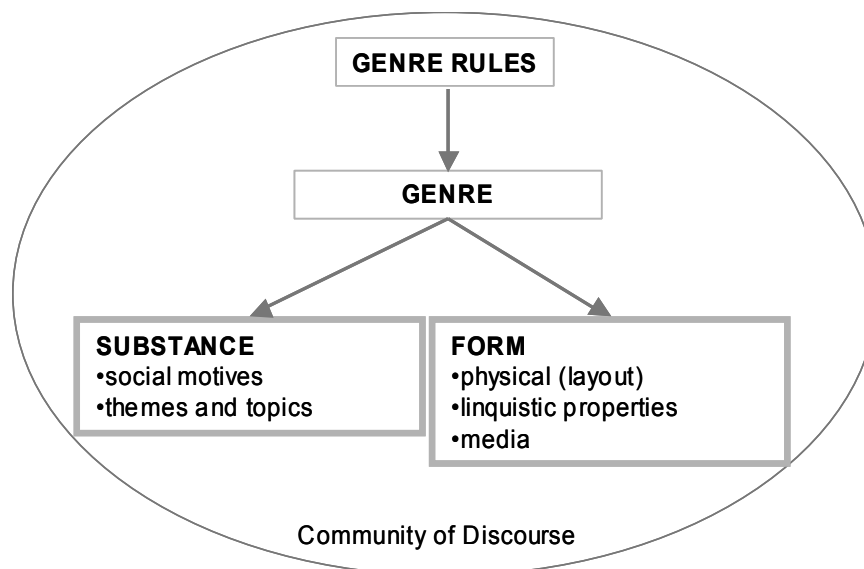 GENRE RULES
GENRE
SUBSTANCE
•social motives
•themes and topics
FORM
•physical (layout)
•linquistic properties
•media
Community of Discourse